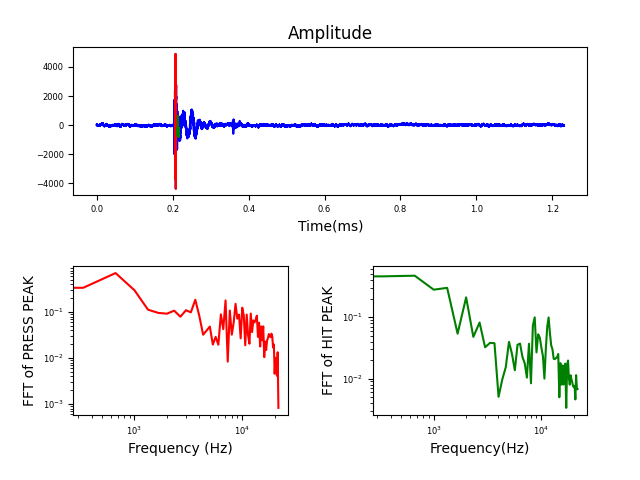 Amplitude
4000
2000
0
−2000
−4000
0.0 0.2 0.4 0.6 0.8 1.0 1.2
Time(ms)
FFT of PRESS PEAK
10⁻¹
10⁻²
10⁻³
10³ 10⁴
Frequency (Hz)
FFT of HIT PEAK
10⁻¹
10⁻²
10³ 10⁴
Frequency(Hz)